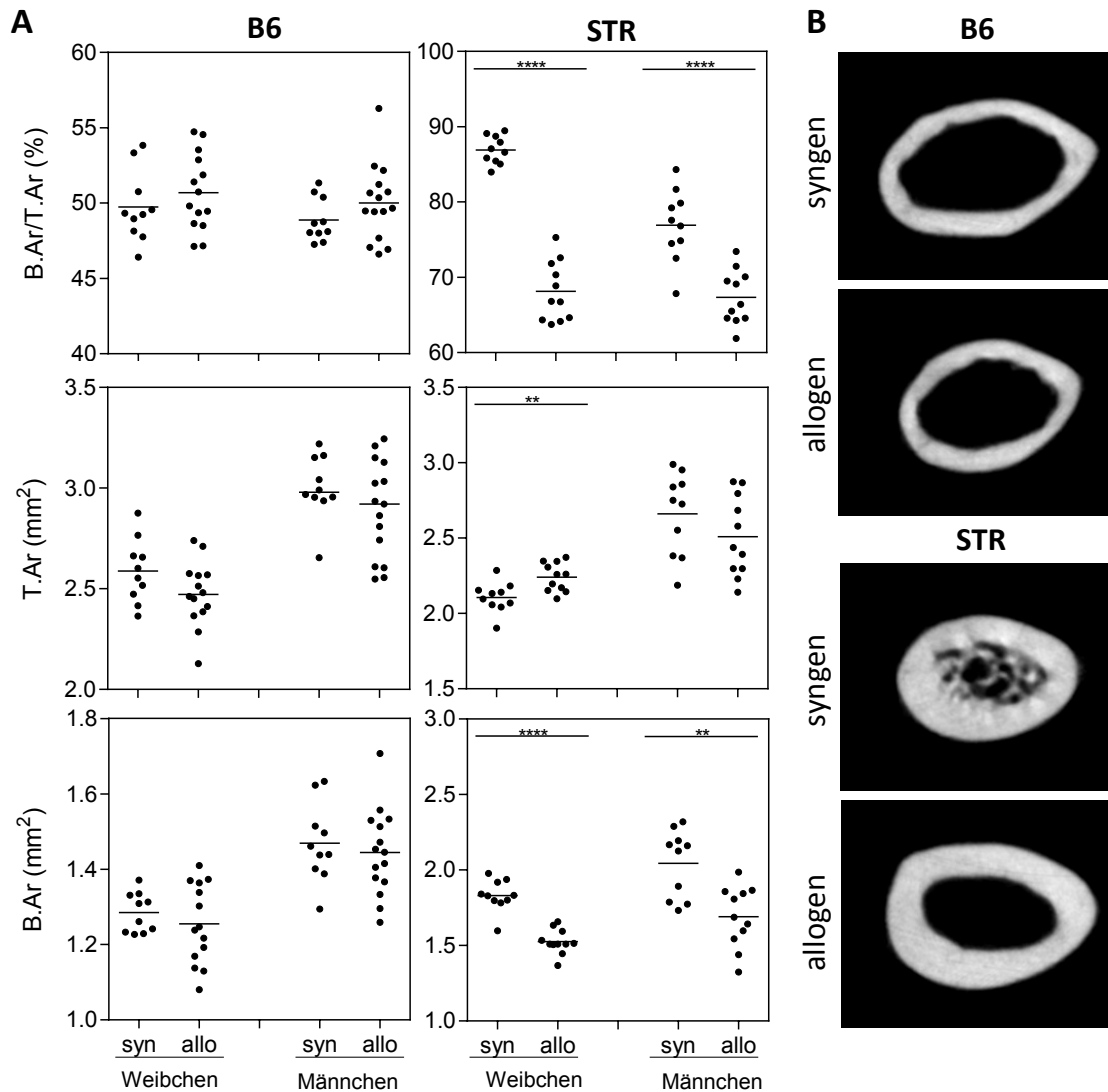 A
B6
STR
B
B6
60
55
50
45
40
B.Ar/T.Ar (%)
100
90
80
70
60
****
****
syngen
allogen
3.5
3.0
2.5
2.0
T.Ar (mm²)
3.5
3.0
2.5
2.0
1.5
**
STR
syngen
allogen
1.8
1.6
1.4
1.2
1.0
B.Ar (mm²)
3.0
2.5
2.0
1.5
1.0
****
**
syn allo syn allo
Weibchen Männchen
syn allo syn allo
Weibchen Männchen